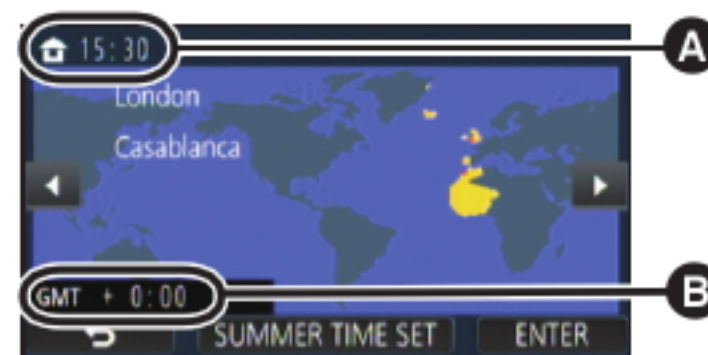 15:30
A
London
Casablanca
GMT + 0:00
B
SUMMER TIME SET
ENTER